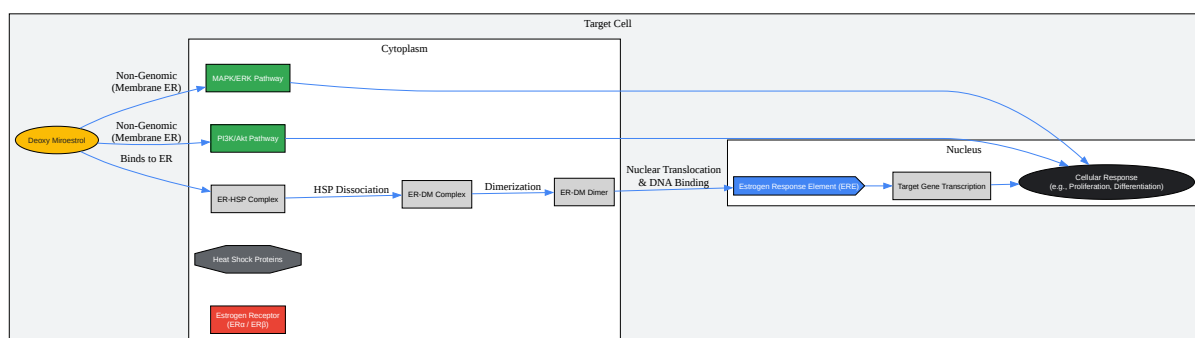 Target Cell
Cytoplasm
Non-Genomic
(Membrane ER)
MAPK/ERK Pathway
Deoxy Miroestrol
Non-Genomic
(Membrane ER)
PI3K/Akt Pathway
Binds to ER
ER-HSP Complex
HSP Dissociation
ER-DM Complex
Dimerization
ER-DM Dimer
Nuclear Translocation
& DNA Binding
Nucleus
Estrogen Response Element (ERE)
Target Gene Transcription
Cellular Response
(e.g., Proliferation, Differentiation)
Heat Shock Proteins
Estrogen Receptor
(ERα / ERβ)